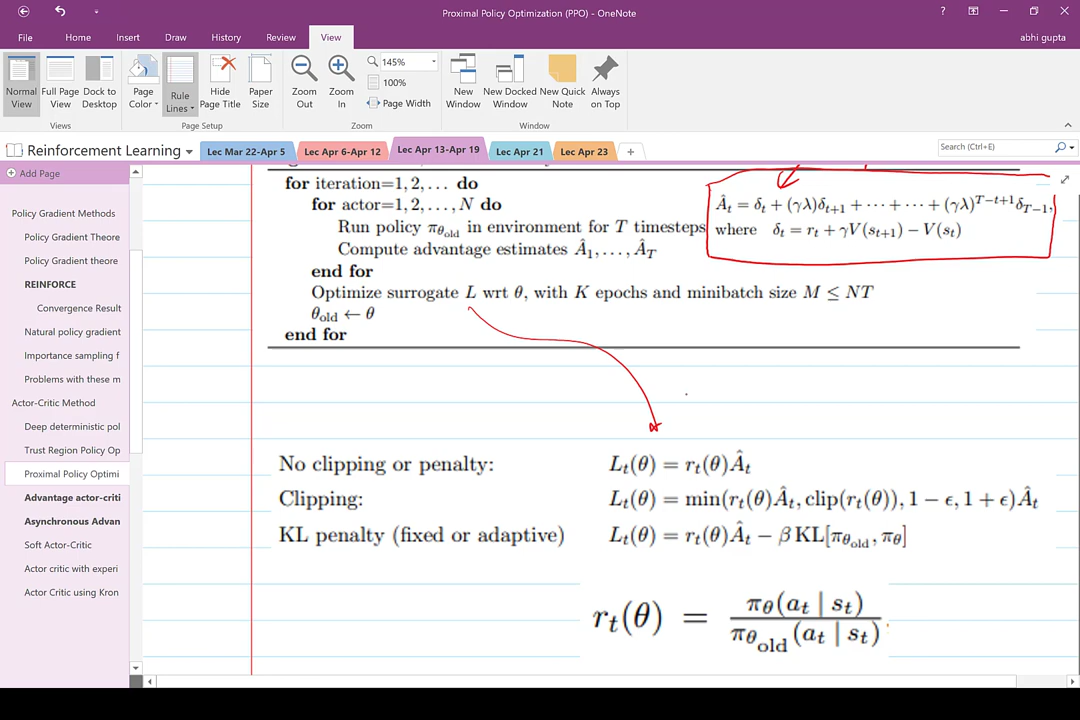 Proximal Policy Optimization (PPO) - OneNote
?
File Home Insert Draw History Review View abhi gupta
Normal View
Full Page View
Dock to Desktop
Page Color
Rule Lines
Hide Page Title
Paper Size
Zoom Out
Zoom In
145%
100%
Page Width
New Window
New Docked Window
New Quick Note
Always on Top
Views Page Setup Zoom Window
Reinforcement Learning Lec Mar 22-Apr 5 Lec Apr 6-Apr 12 Lec Apr 13-Apr 19 Lec Apr 21 Lec Apr 23 + Search (Ctrl+E)
Add Page
Policy Gradient Methods
Policy Gradient Theore
Policy Gradient theore
REINFORCE
Convergence Result
Natural policy gradient
Importance sampling f
Problems with these m
Actor-Critic Method
Deep deterministic pol
Trust Region Policy Op
Proximal Policy Optimi
Advantage actor-criti
Asynchronous Advan
Soft Actor-Critic
Actor critic with experi
Actor Critic using Kron
for iteration=1, 2, . . . do
for actor=1, 2, . . . , N do
Run policy π_θ_old in environment for T timesteps
Compute advantage estimates Â_1, . . . , Â_T
end for
Optimize surrogate L wrt θ, with K epochs and minibatch size M ≤ NT
θ_old ← θ
end for
Â_t = δ_t + (γλ)δ_{t+1} + · · · + · · · + (γλ)^{T−t+1}δ_{T−1},
where δ_t = r_t + γV(s_{t+1}) − V(s_t)
No clipping or penalty: L_t(θ) = r_t(θ)Â_t
Clipping: L_t(θ) = min(r_t(θ)Â_t, clip(r_t(θ)), 1 − ϵ, 1 + ϵ)Â_t
KL penalty (fixed or adaptive) L_t(θ) = r_t(θ)Â_t − β KL[π_θ_old, π_θ]
r_t(θ) = π_θ(a_t | s_t) / π_θ_old(a_t | s_t)